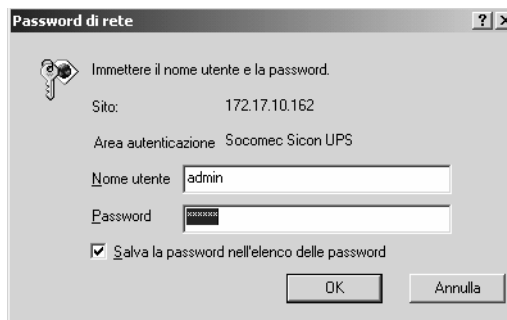 Password di rete
Immettere il nome utente e la password.
Sito: 172.17.10.162
Area autenticazione Socomec Sicon UPS
Nome utente admin
Password xxxxxx
Salva la password nell'elenco delle password
OK Annulla